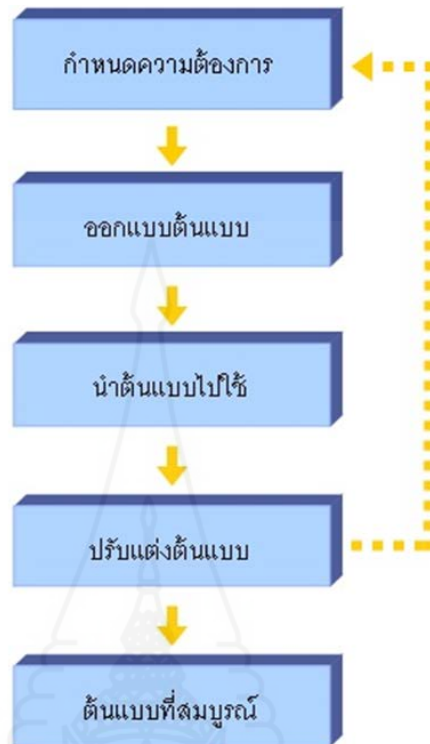 กำหนดความต้องการ
ออกแบบต้นแบบ
นำต้นแบบไปใช้
ปรับแต่งต้นแบบ
ต้นแบบที่สมบูรณ์